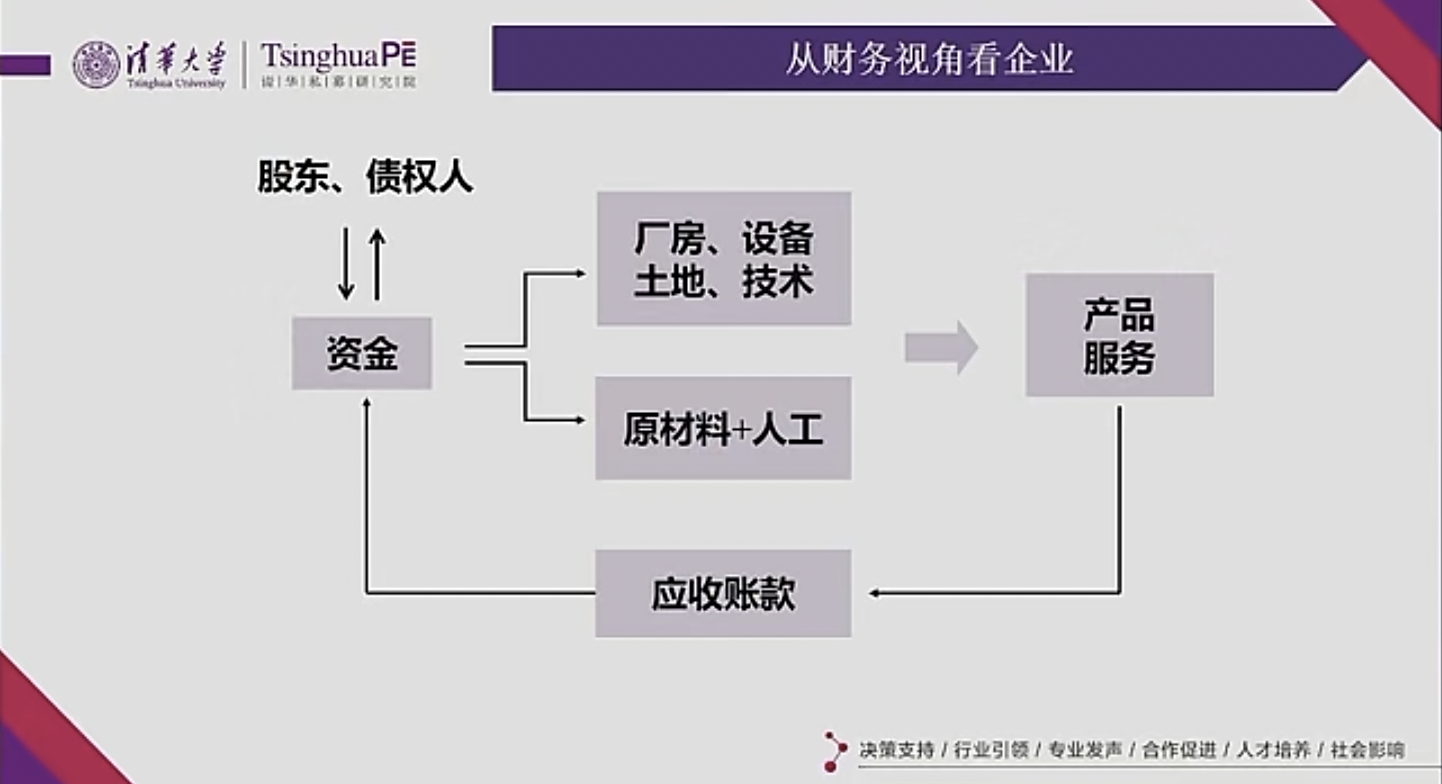 清华大学
Tsinghua University
TsinghuaPE
清|华|私|募|研|究|院
从财务视角看企业
股东、债权人
资金
厂房、设备
土地、技术
原材料+人工
产品
服务
应收账款
决策支持 / 行业引领 / 专业发声 / 合作促进 / 人才培养 / 社会影响